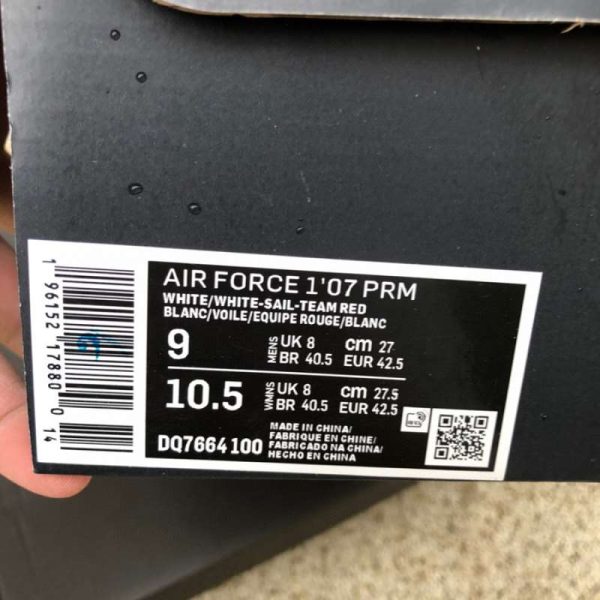 AIR FORCE 1'07 PRM
WHITE/WHITE-SAIL-TEAM RED
BLANC/VOILE/EQUIPE ROUGE/BLANC
9 MENS UK 8 cm 27
BR 40.5 EUR 42.5
10.5 WMNS UK 8 cm 27.5
BR 40.5 EUR 42.5
DQ7664 100
MADE IN CHINA/
FABRIQUE EN CHINE/
FABRICADO NA CHINA/
HECHO EN CHINA
1 96152 17880 0 14